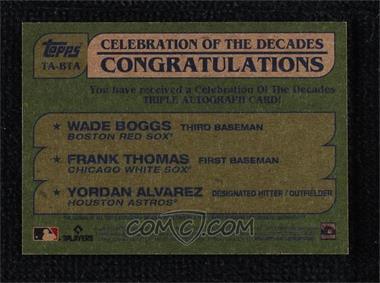 Topps
TA-BTA
CELEBRATION OF THE DECADES
CONGRATULATIONS
You have received a Celebration Of The Decades
TRIPLE AUTOGRAPH CARD!
★ WADE BOGGS THIRD BASEMAN
BOSTON RED SOX®
★ FRANK THOMAS FIRST BASEMAN
CHICAGO WHITE SOX®
★ YORDAN ALVAREZ DESIGNATED HITTER / OUTFIELDER
HOUSTON ASTROS®
PLAYERS
COMC